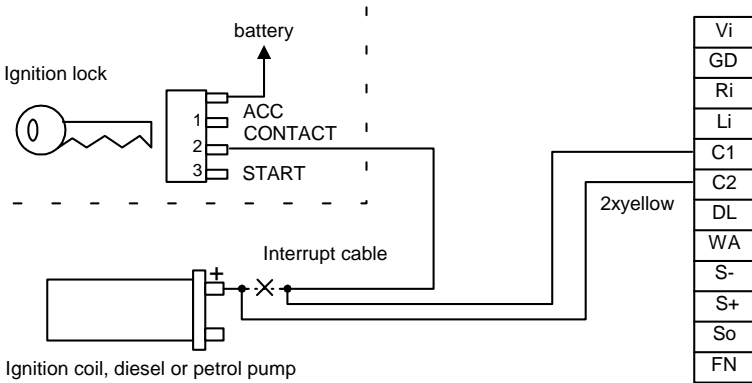 battery
Ignition lock
1
ACC
2
CONTACT
3
START
+
Interrupt cable
Ignition coil, diesel or petrol pump
2xyellow
Vi
GD
Ri
Li
C1
C2
DL
WA
S-
S+
So
FN